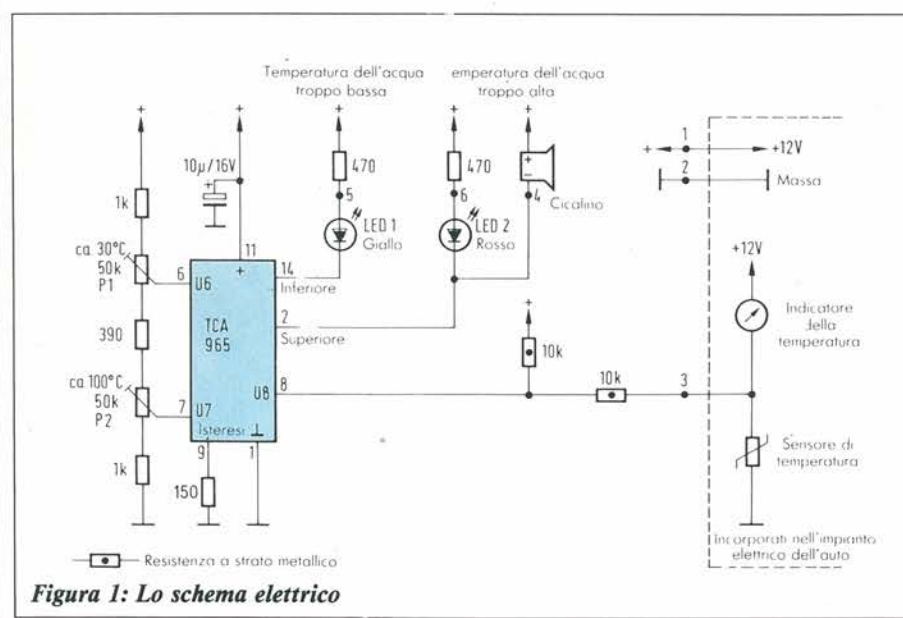 Temperatura dell'acqua
troppo bassa
emperatura dell'acqua
troppo alta
+
+
+
+
+
10µ/16V
+
470
5
470
6
+
-
4
Cicalino
LED 1
Giallo
LED 2
Rosso
1
+
+12V
2
Massa
1k
ca. 30°C
50k
P1
6
390
ca.100°C
50k
P2
7
1k
11
+
U6
TCA
965
U8
U7
Isteresi
⊥
14
Inferiore
2
Superiore
8
9
1
150
+
10k
10k
3
+12V
Indicatore
della
temperatura
Sensore di
temperatura
Incorporati nell'impianto
elettrica dell'auto
Resistenza a strato metallico
Figura 1: Lo schema elettrico